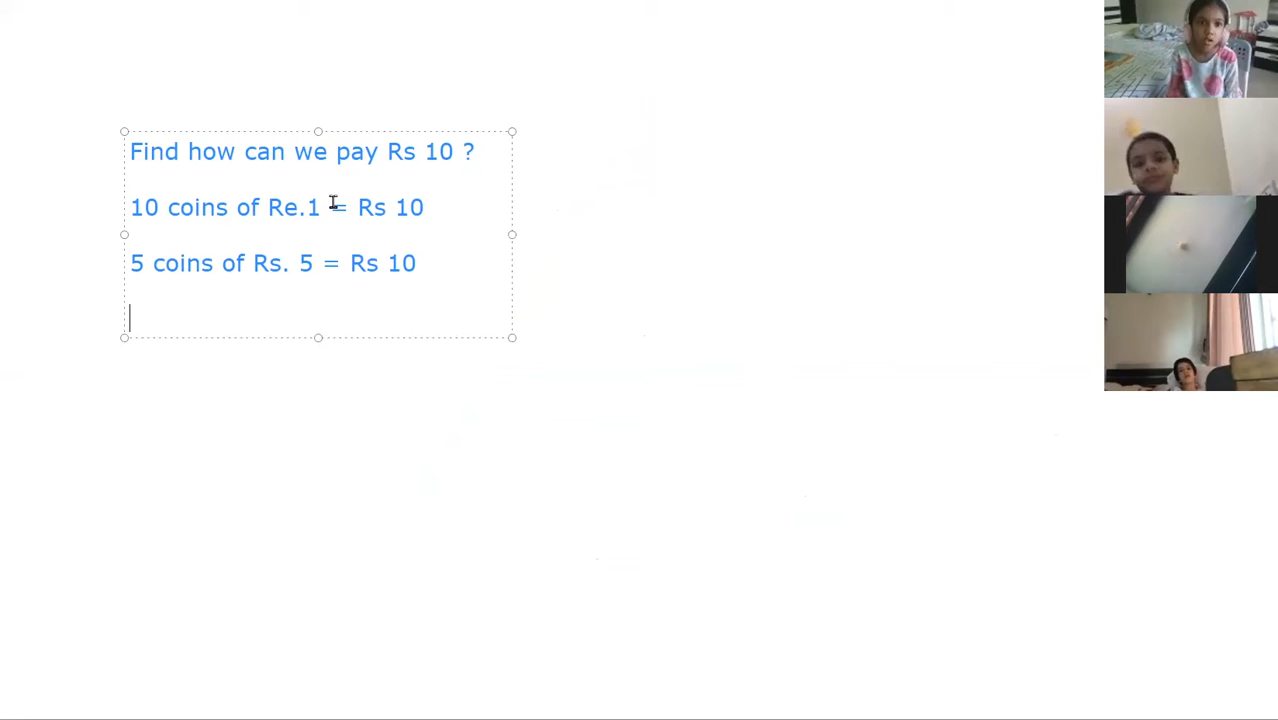 Find how can we pay Rs 10 ?
10 coins of Re.1 = Rs 10
5 coins of Rs. 5 = Rs 10